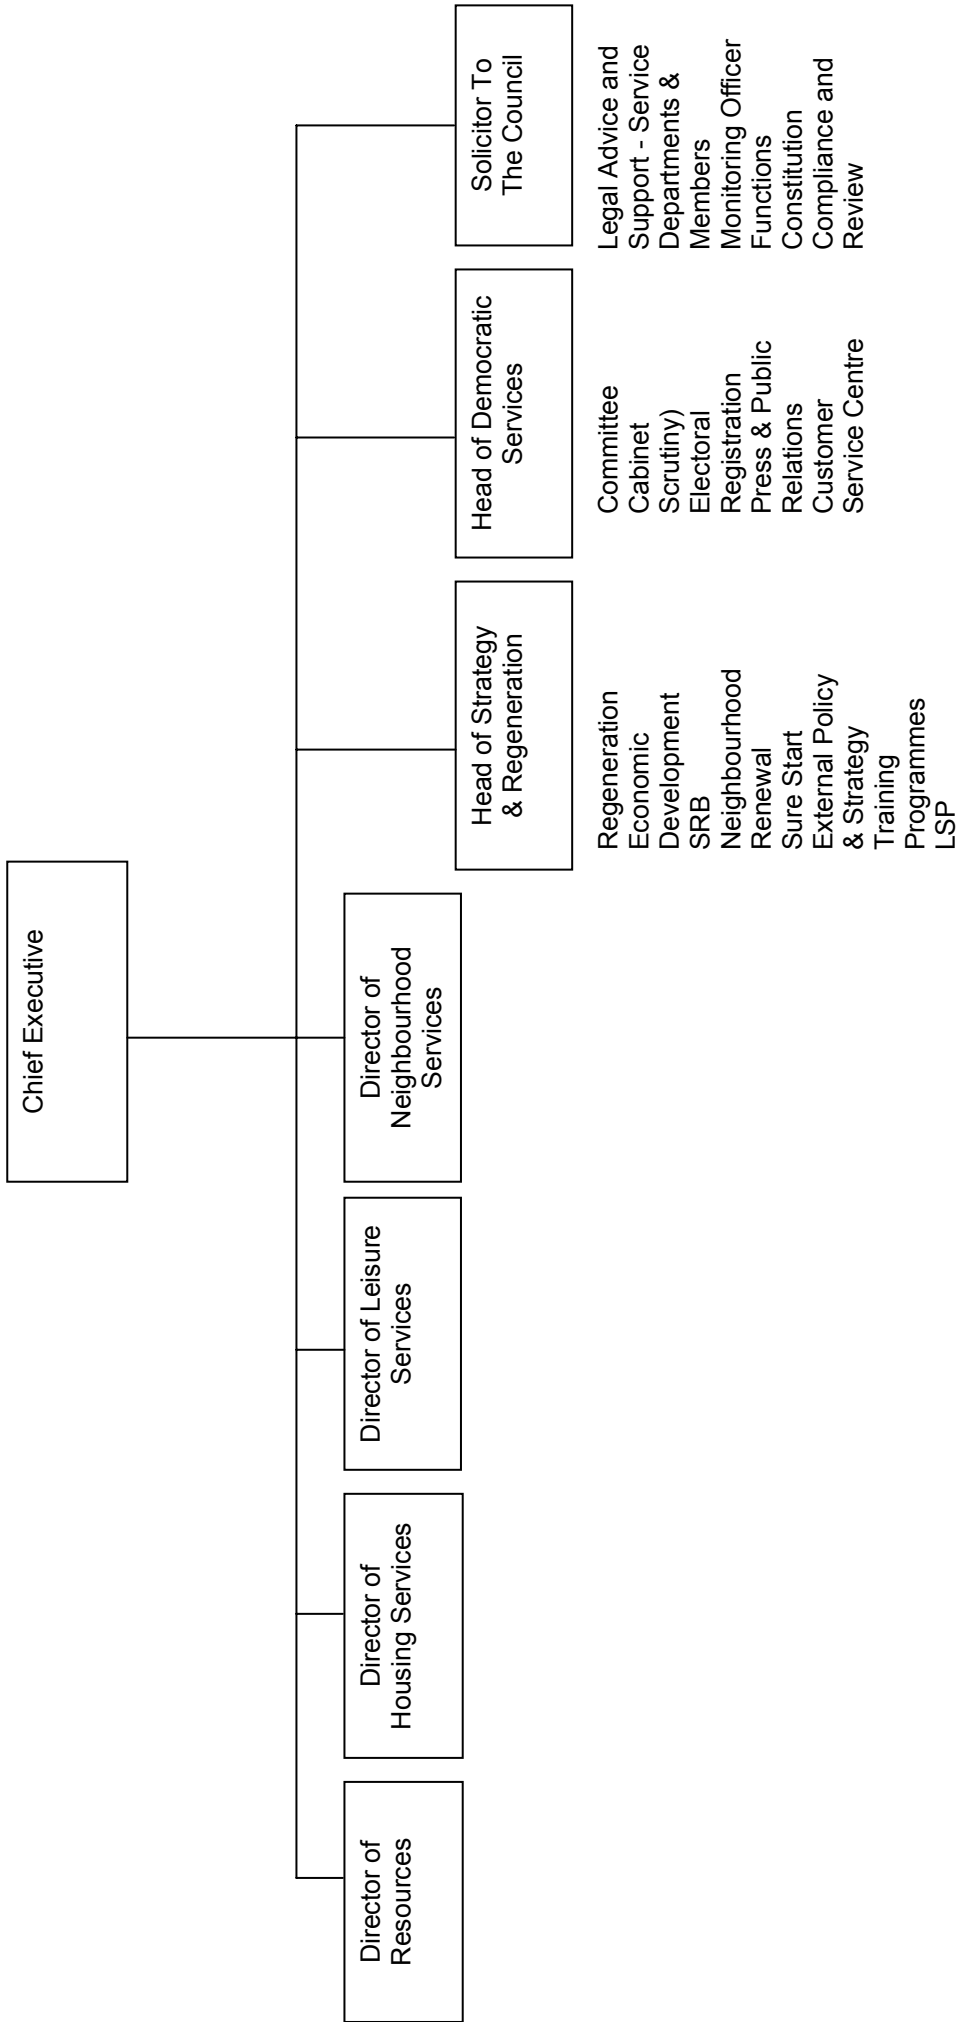 Chief Executive
Director of
Resources
Director of
Housing Services
Director of Leisure
Services
Director of
Neighbourhood
Services
Head of Strategy
& Regeneration
Head of Democratic
Services
Solicitor To
The Council
Regeneration
Economic
Development
SRB
Neighbourhood
Renewal
Sure Start
External Policy
& Strategy
Training
Programmes
LSP
Committee
Cabinet
Scrutiny)
Electoral
Registration
Press & Public
Relations
Customer
Service Centre
Legal Advice and
Support - Service
Departments &
Members
Monitoring Officer
Functions
Constitution
Compliance and
Review